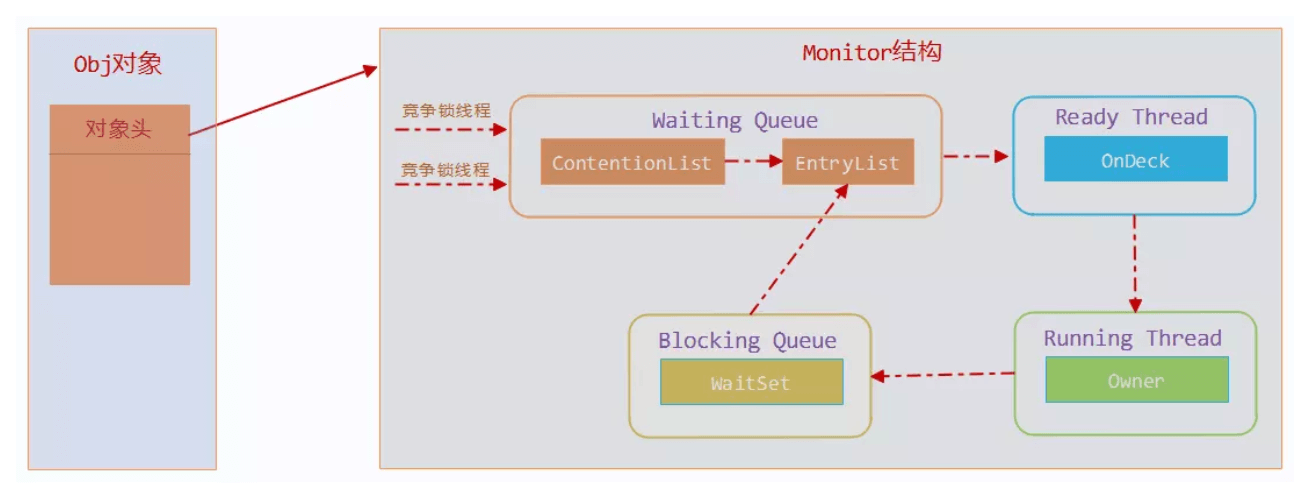 Obj对象
对象头
Monitor结构
竞争锁线程
竞争锁线程
Waiting Queue
ContentionList
EntryList
Ready Thread
OnDeck
Blocking Queue
WaitSet
Running Thread
Owner